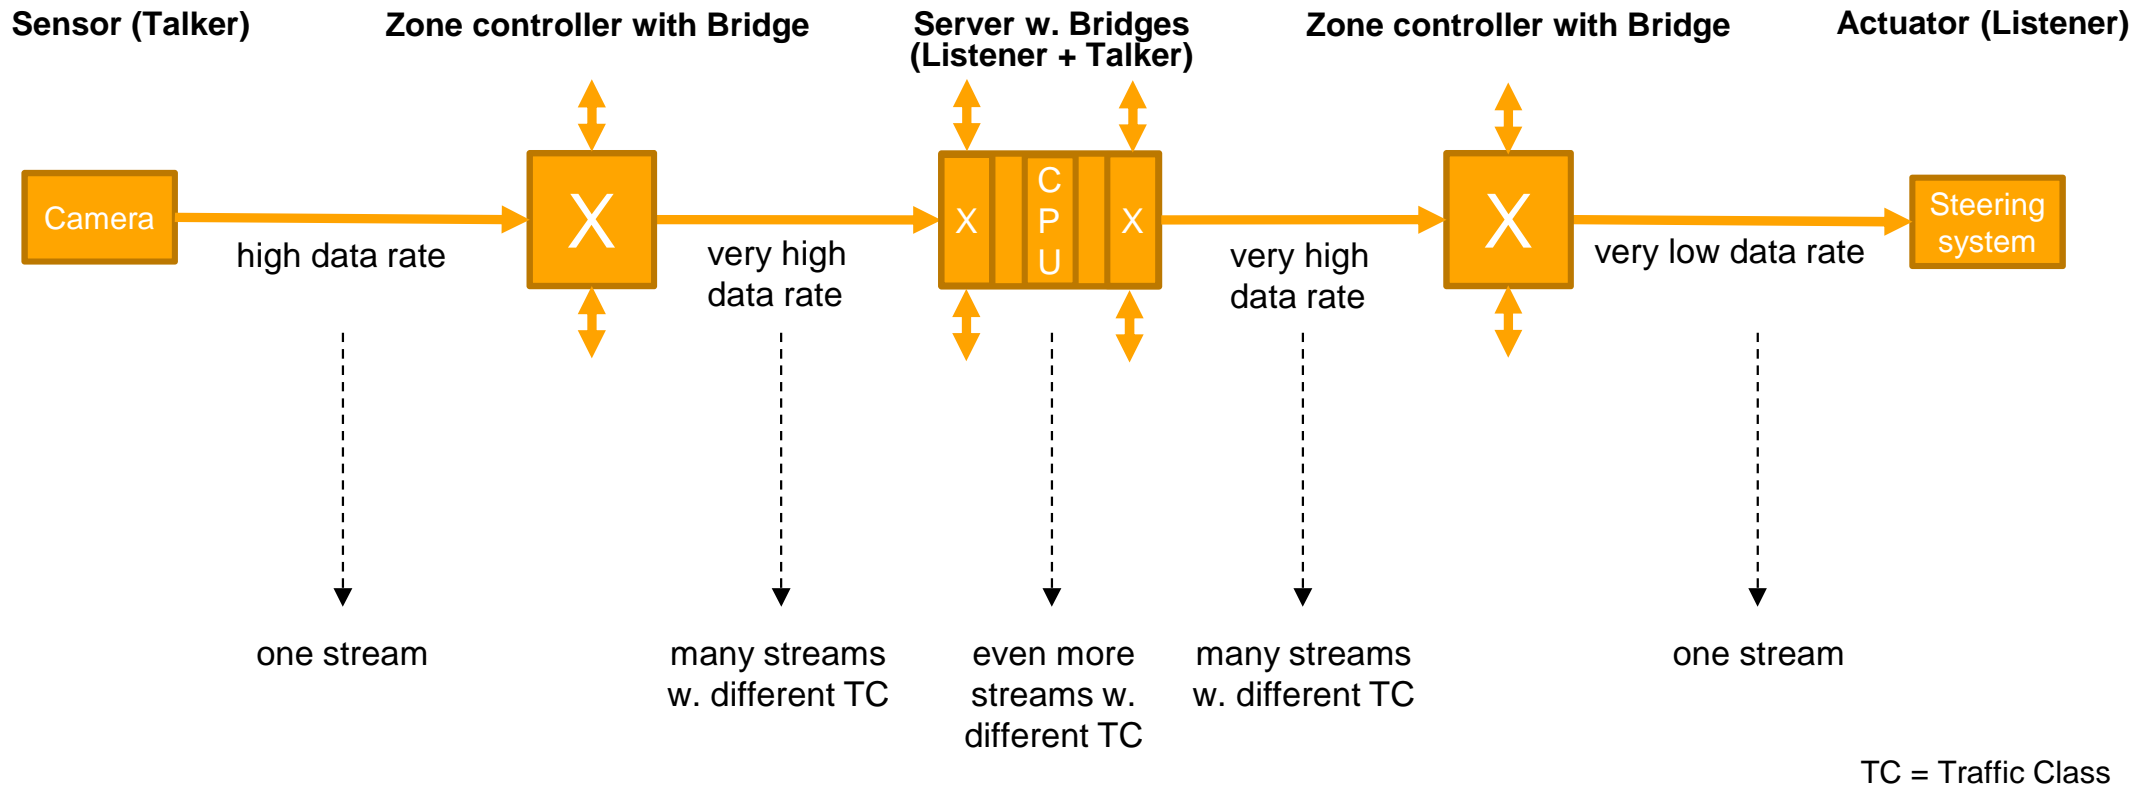 Sensor (Talker)
Zone controller with Bridge
Server w. Bridges
(Listener + Talker)
Zone controller with Bridge
Actuator (Listener)
Camera
high data rate
X
very high
data rate
X
C
P
U
X
very high
data rate
X
very low data rate
Steering
system
one stream
many streams
w. different TC
even more
streams w.
different TC
many streams
w. different TC
one stream
TC = Traffic Class